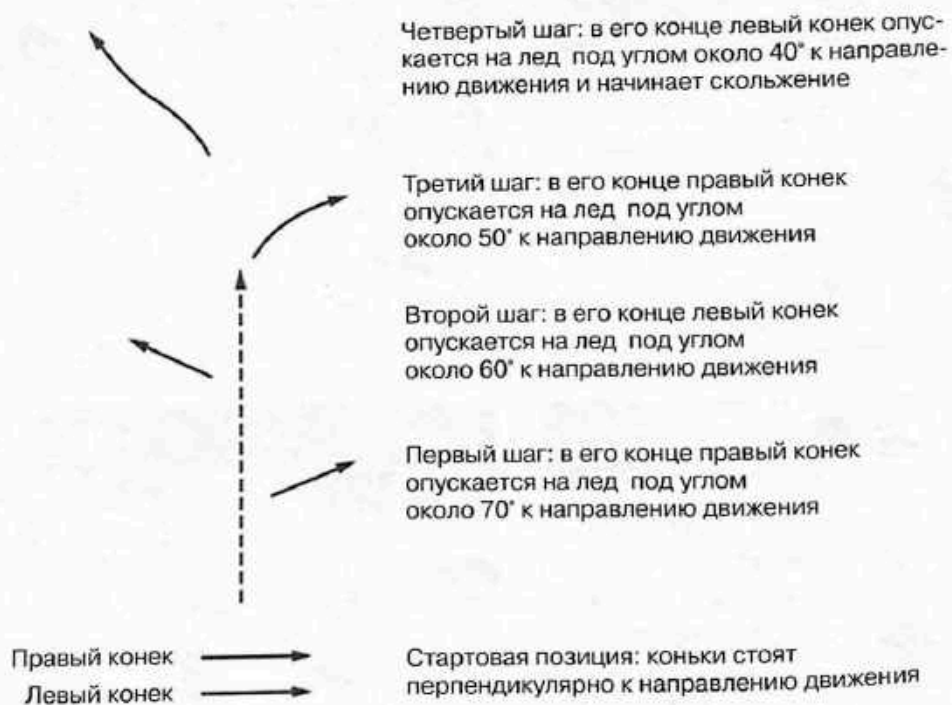 Четвертый шаг: в его конце левый конек опус-
кается на лед под углом около 40° к направле-
нию движения и начинает скольжение
Третий шаг: в его конце правый конек
опускается на лед под углом
около 50° к направлению движения
Второй шаг: в его конце левый конек
опускается на лед под углом
около 60° к направлению движения
Первый шаг: в его конце правый конек
опускается на лед под углом
около 70° к направлению движения
Правый конек
Левый конек
Стартовая позиция: коньки стоят
перпендикулярно к направлению движения